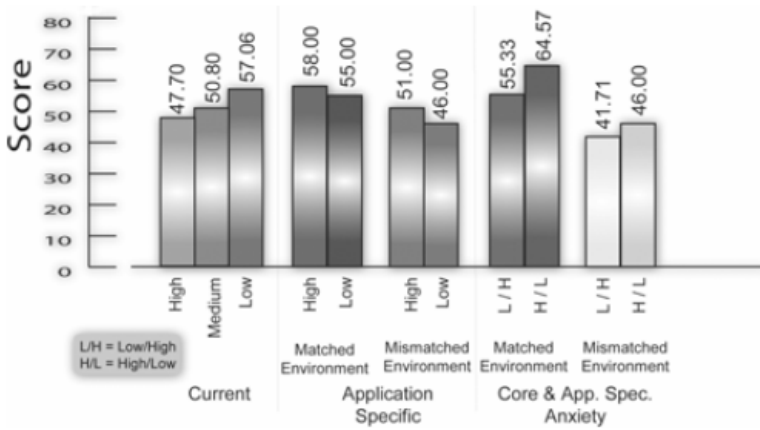 Score
80
70
60
50
40
30
20
10
0
47.70
50.80
57.06
58.00
55.00
51.00
46.00
55.33
64.57
41.71
46.00
High
Medium
Low
High
Low
High
Low
L / H
H / L
L / H
H / L
L/H = Low/High
H/L = High/Low
Matched
Environment
Mismatched
Environment
Matched
Environment
Mismatched
Environment
Current
Application
Specific
Core & App. Spec.
Anxiety